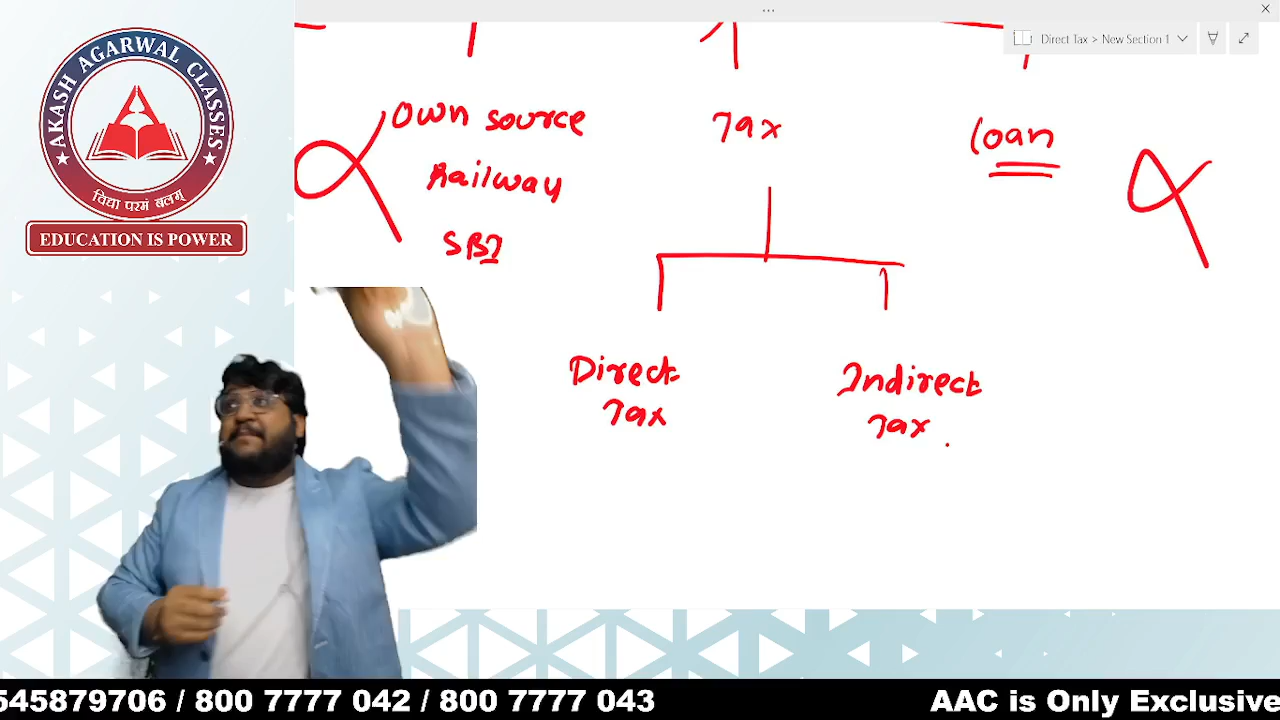 AKASH AGARWAL CLASSES
विद्या परमं बलम्
EDUCATION IS POWER
Direct Tax > New Section 1
Own source
Railway
SBI
Tax
loan
Direct
Tax
Indirect
Tax
545879706 / 800 7777 042 / 800 7777 043
AAC is Only Exclusive